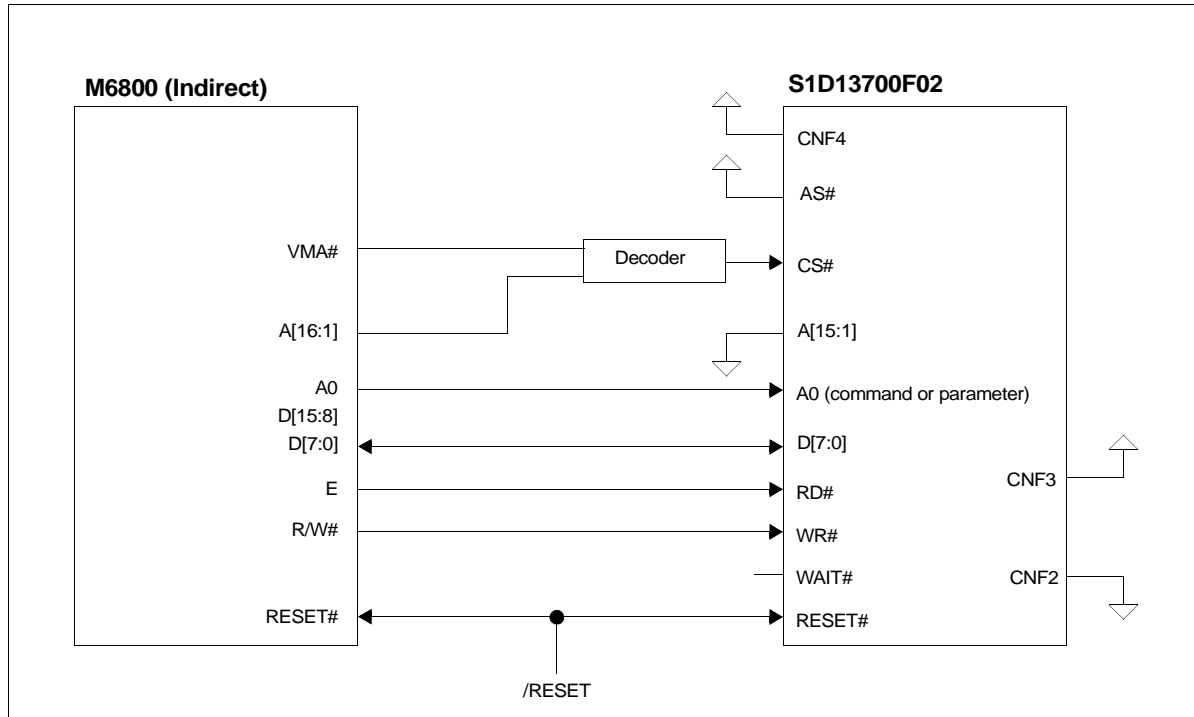 M6800 (Indirect)
S1D13700F02
CNF4
AS#
VMA#
Decoder
CS#
A[16:1]
A[15:1]
A0
A0 (command or parameter)
D[15:8]
D[7:0]
D[7:0]
CNF3
E
RD#
R/W#
WR#
WAIT#
CNF2
RESET#
RESET#
/RESET